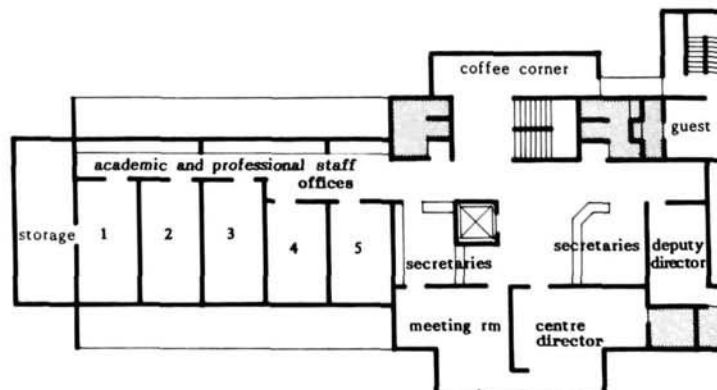 coffee corner
guest
academic and professional staff
offices
storage
1
2
3
4
5
secretaries
secretaries
deputy
director
meeting rm
centre
director